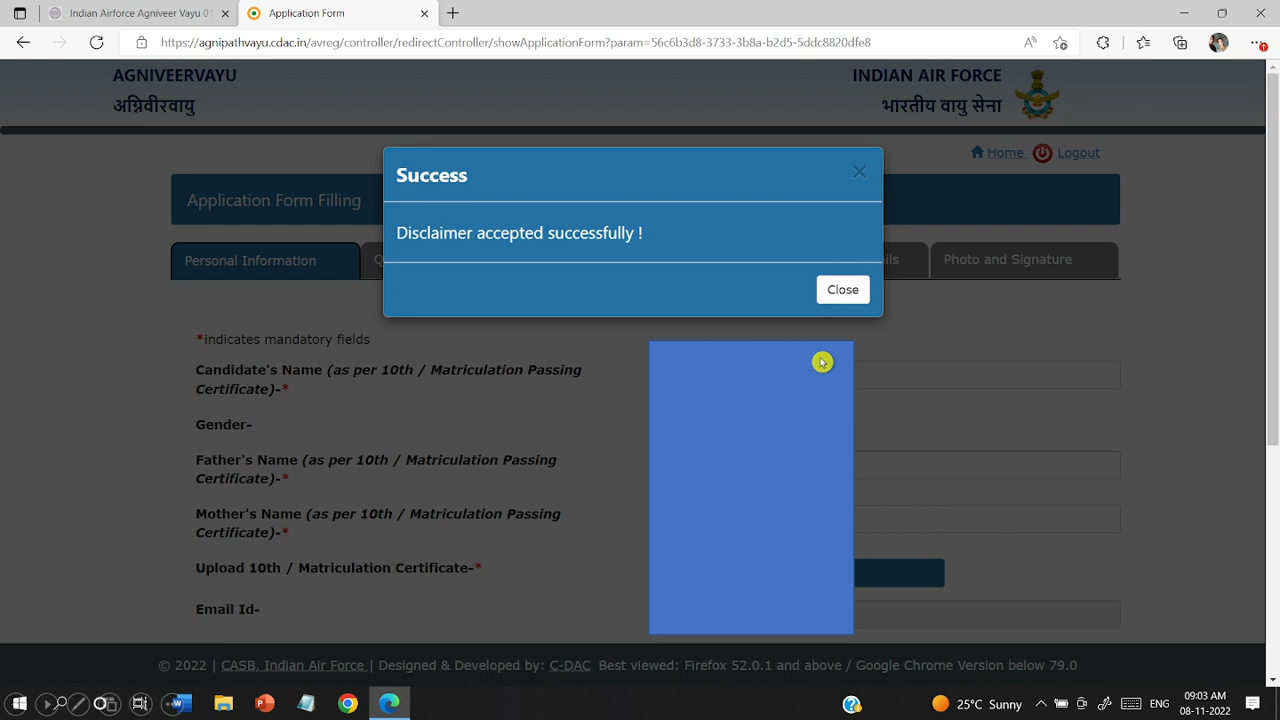 Indian Airforce Agniveer Vayu 01
Application Form
https://agnipathvayu.cdac.in/avreg/controller/redirectController/showApplicationForm?param=56c6b3d8-3733-3b8a-b2d5-5ddc8820dfe8
AGNIVEERVAYU
अग्निवीरवायु
INDIAN AIR FORCE
भारतीय वायु सेना
Home Logout
Application Form Filling
Success
Disclaimer accepted successfully !
Close
Personal Information
Photo and Signature
*indicates mandatory fields
Candidate's Name (as per 10th / Matriculation Passing
Certificate)-*
Gender-
Father's Name (as per 10th / Matriculation Passing
Certificate)-*
Mother's Name (as per 10th / Matriculation Passing
Certificate)-*
Upload 10th / Matriculation Certificate-*
Email Id-
© 2022 | CASB, Indian Air Force | Designed & Developed by: C-DAC Best viewed: Firefox 52.0.1 and above / Google Chrome Version below 79.0
25°C Sunny
ENG
09:03 AM
08-11-2022